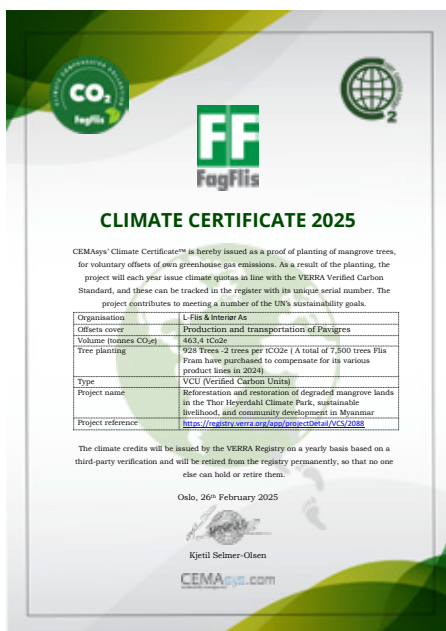 CLIMATE COMPENSATED COLLECTION
CO2
FagFlis
2
FF
FagFlis
CLIMATE CERTIFICATE 2025
CEMAsys' Climate Certificate™ is hereby issued as a proof of planting of mangrove trees,
for voluntary offsets of own greenhouse gas emissions. As a result of the planting, the
project will each year issue climate quotas in line with the VERRA Verified Carbon
Standard, and these can be tracked in the register with its unique serial number. The
project contributes to meeting a number of the UN's sustainability goals.
Organisation L-Flis & Interiør As
Offsets cover Production and transportation of Pavigres
Volume (tonnes CO2e) 463,4 tCo2e
Tree planting 928 Trees -2 trees per tCO2e ( A total of 7,500 trees Flis
Fram have purchased to compensate for its various
product lines in 2024)
Type VCU (Verified Carbon Units)
Project name Reforestation and restoration of degraded mangrove lands
in the Thor Heyerdahl Climate Park, sustainable
livelihood, and community development in Myanmar
Project reference https://registry.verra.org/app/projectDetail/VCS/2088
The climate credits will be issued by the VERRA Registry on a yearly basis based on a
third-party verification and will be retired from the registry permanently, so that no one
else can hold or retire them.
Oslo, 26th February 2025
Kjetil Selmer-Olsen
CEMAsys.com